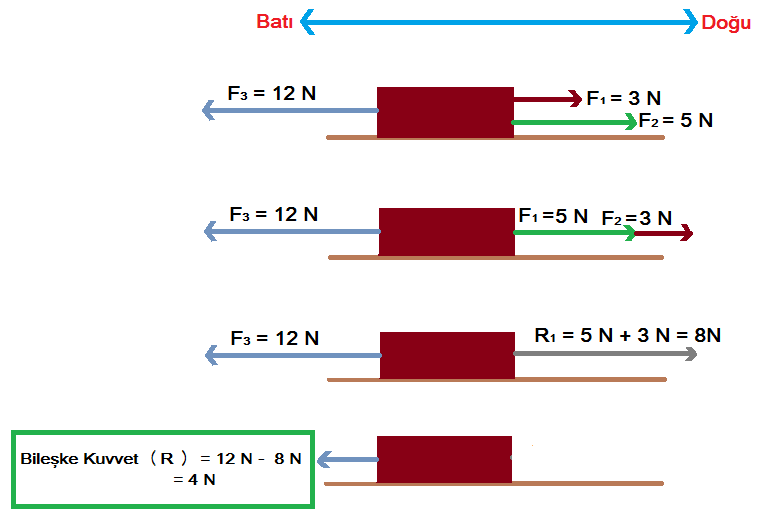 Batı
Doğu
F₃ = 12 N
F₁ = 3 N
F₂ = 5 N
F₃ = 12 N
F₁ =5 N
F₂ =3 N
F₃ = 12 N
R₁ = 5 N + 3 N = 8N
Bileşke Kuvvet ( R ) = 12 N - 8 N
= 4 N